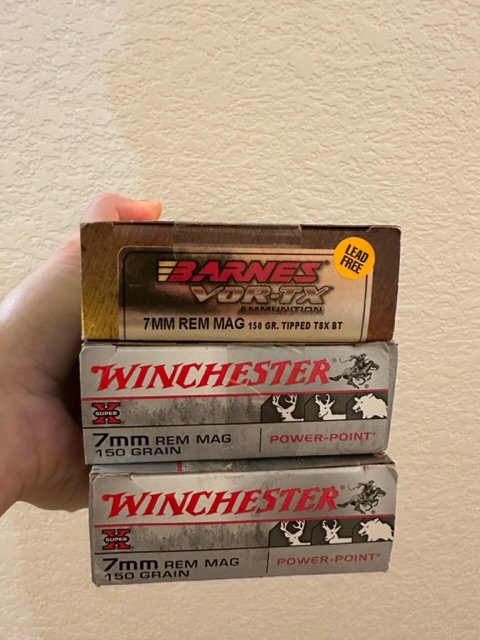 LEAD
FREE
BARNES
VOR-TX
AMMUNITION
7MM REM MAG 150 GR. TIPPED TSX BT
WINCHESTER
SUPER
X
7mm REM MAG
150 GRAIN
POWER-POINT®
WINCHESTER
SUPER
X
7mm REM MAG
150 GRAIN
POWER-POINT®